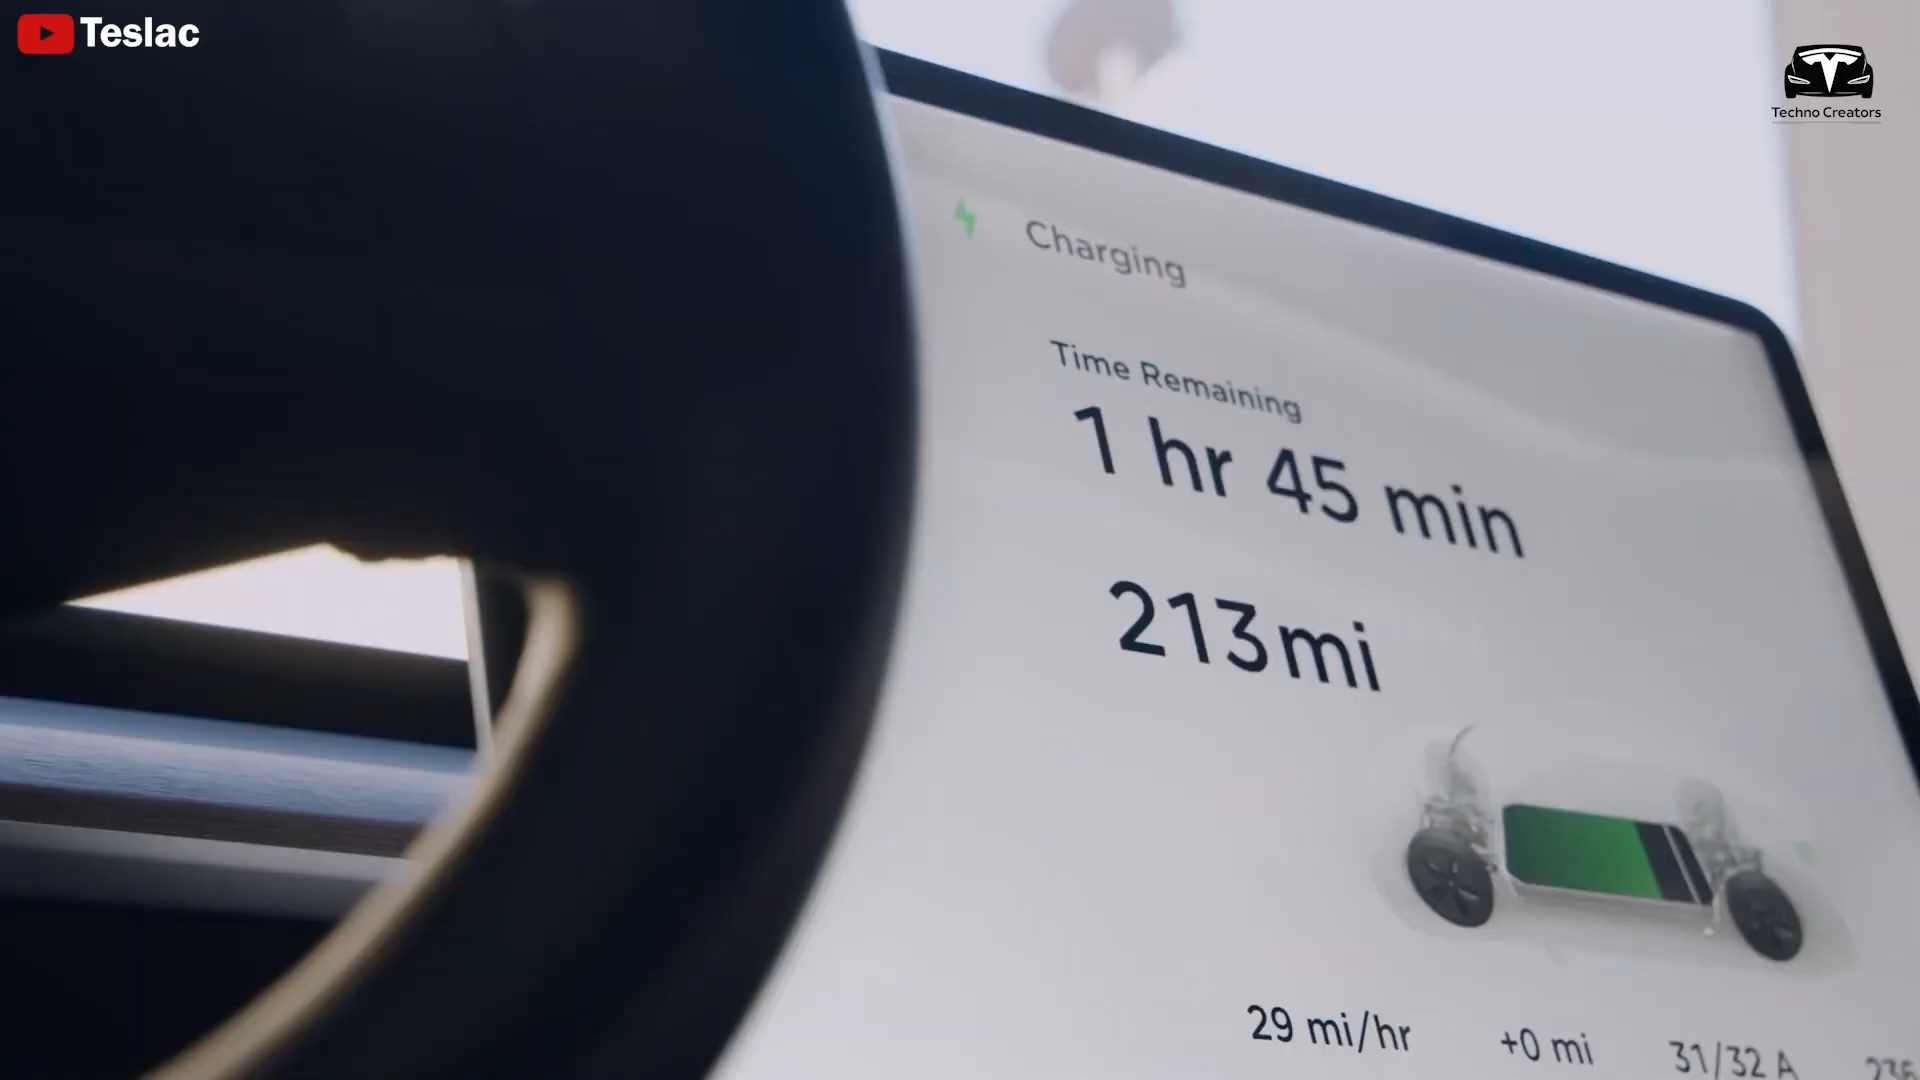 Teslac
Techno Creators
Charging
Time Remaining
1 hr 45 min
213mi
29 mi/hr
+0 mi
31/32 A